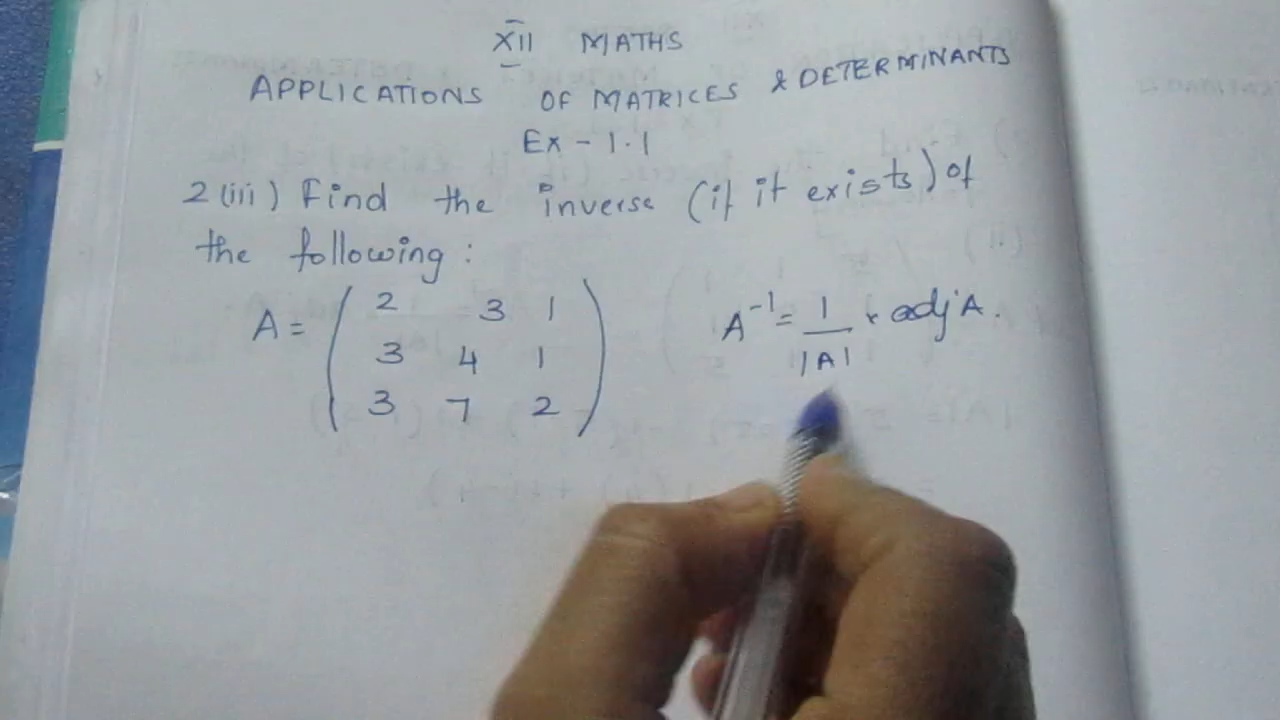 XII MATHS
APPLICATIONS OF MATRICES & DETERMINANTS
Ex - 1.1
2 (iii) Find the inverse (if it exists) of
the following :
A = ( 2 3 1
3 4 1
3 7 2 )
A⁻¹ = 1/|A| × adj A.